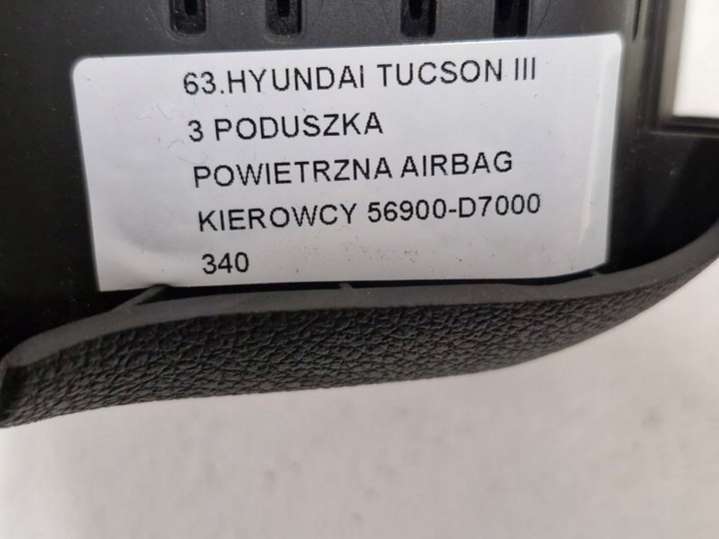 63.HYUNDAI TUCSON III
3 PODUSZKA
POWIETRZNA AIRBAG
KIEROWCY 56900-D7000
340